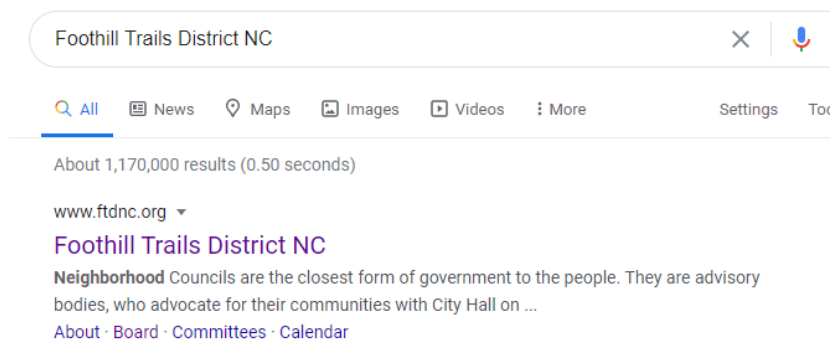 Foothill Trails District NC
All News Maps Images Videos More Settings
About 1,170,000 results (0.50 seconds)
www.ftdnc.org
Foothill Trails District NC
Neighborhood Councils are the closest form of government to the people. They are advisory
bodies, who advocate for their communities with City Hall on ...
About · Board · Committees · Calendar